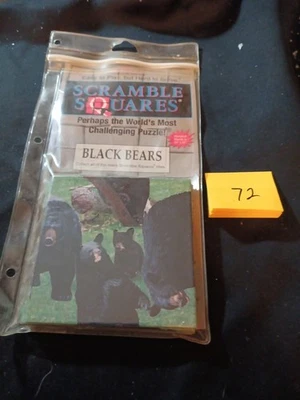 SCRAMBLE
SQUARES
Perhaps the World's Most
Challenging Puzzle!
BLACK BEARS
72